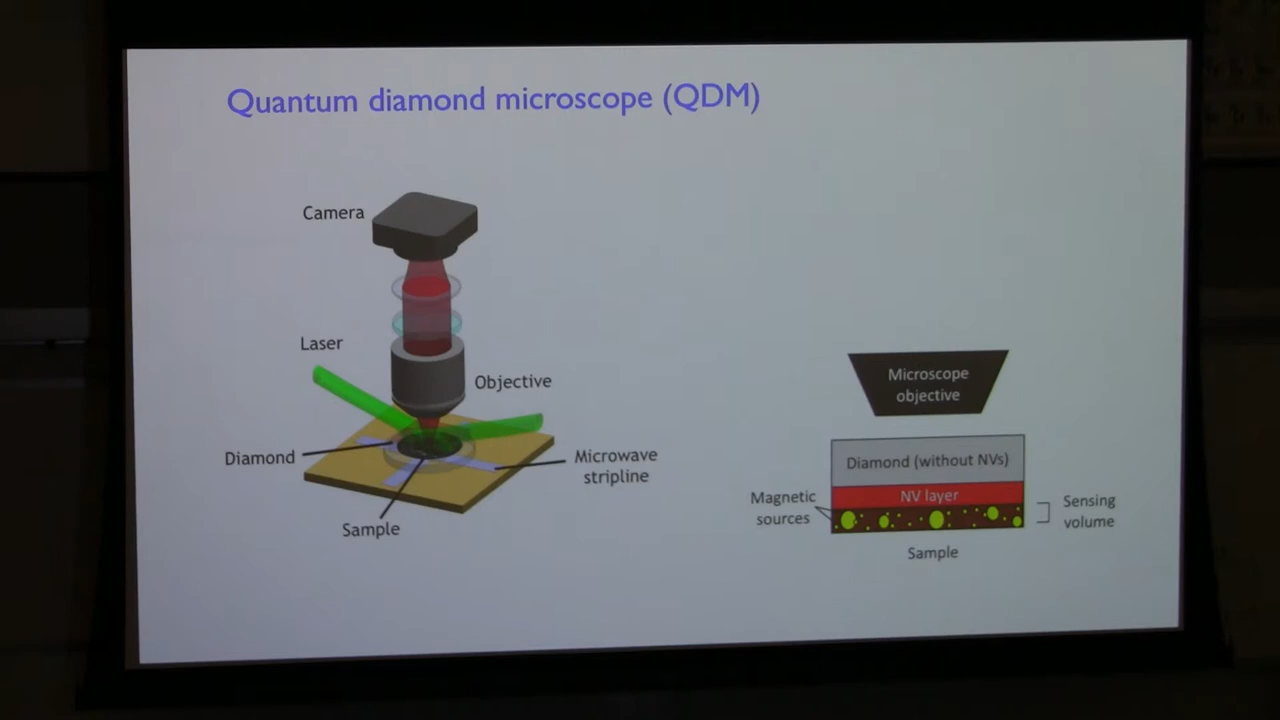 Quantum diamond microscope (QDM)
Camera
Laser
Objective
Diamond
Microwave
stripline
Sample
Microscope
objective
Diamond (without NVs)
NV layer
Magnetic
sources
Sensing
volume
Sample